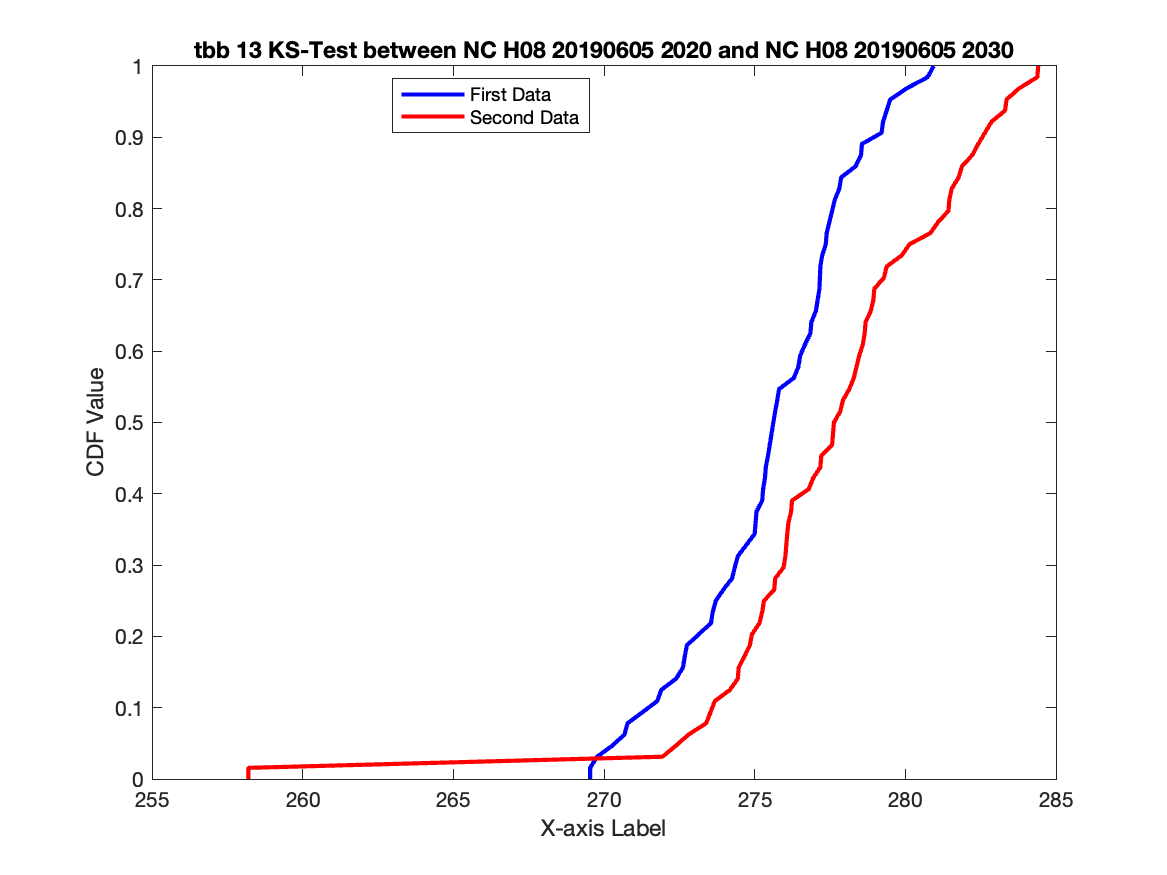 tbb 13 KS-Test between NC H08 20190605 2020 and NC H08 20190605 2030
First Data
Second Data
CDF Value
1
0.9
0.8
0.7
0.6
0.5
0.4
0.3
0.2
0.1
0
255 260 265 270 275 280 285
X-axis Label